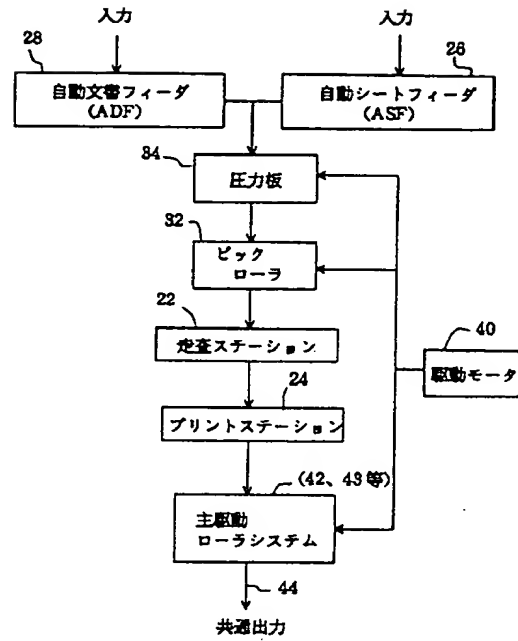 入力
入力
28
26
自動文書フィーダ
(ADF)
自動シートフィーダ
(ASF)
34
圧力板
32
ピック
ローラ
22
走査ステーション
40
駆動モータ
24
プリントステーション
(42、43等)
主駆動
ローラシステム
44
共通出力